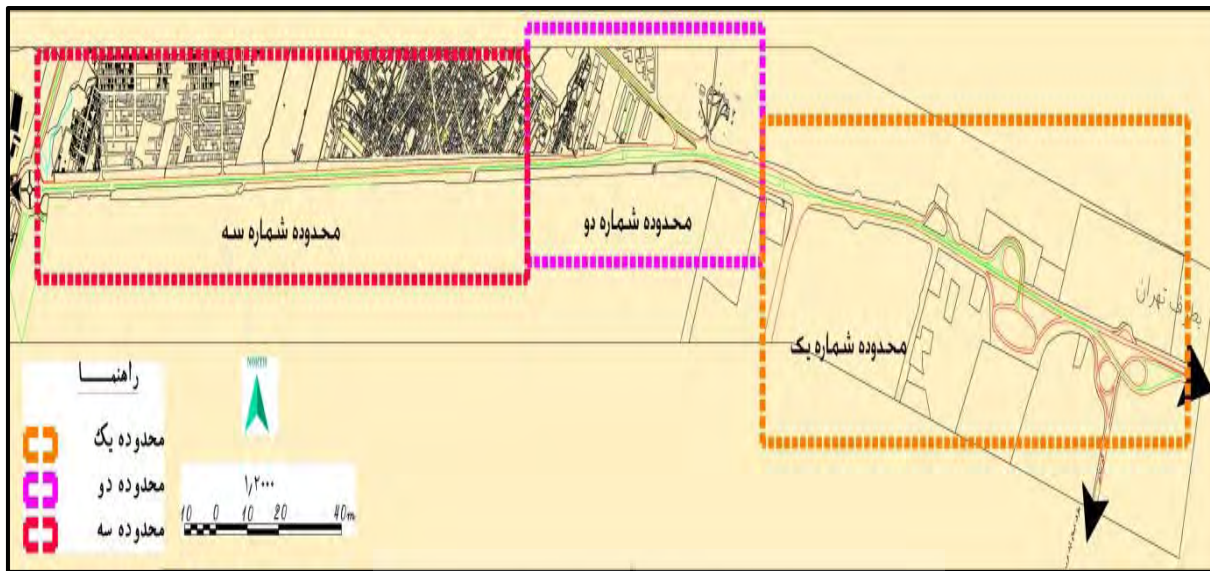 محدوده شماره سه
محدوده شماره دو
محدوده شماره یک
بطرف تهران
راهنمـــا
محدوده یک
محدوده دو
محدوده سه
NORTH
۱/۲۰۰۰
10 0 10 20 40m